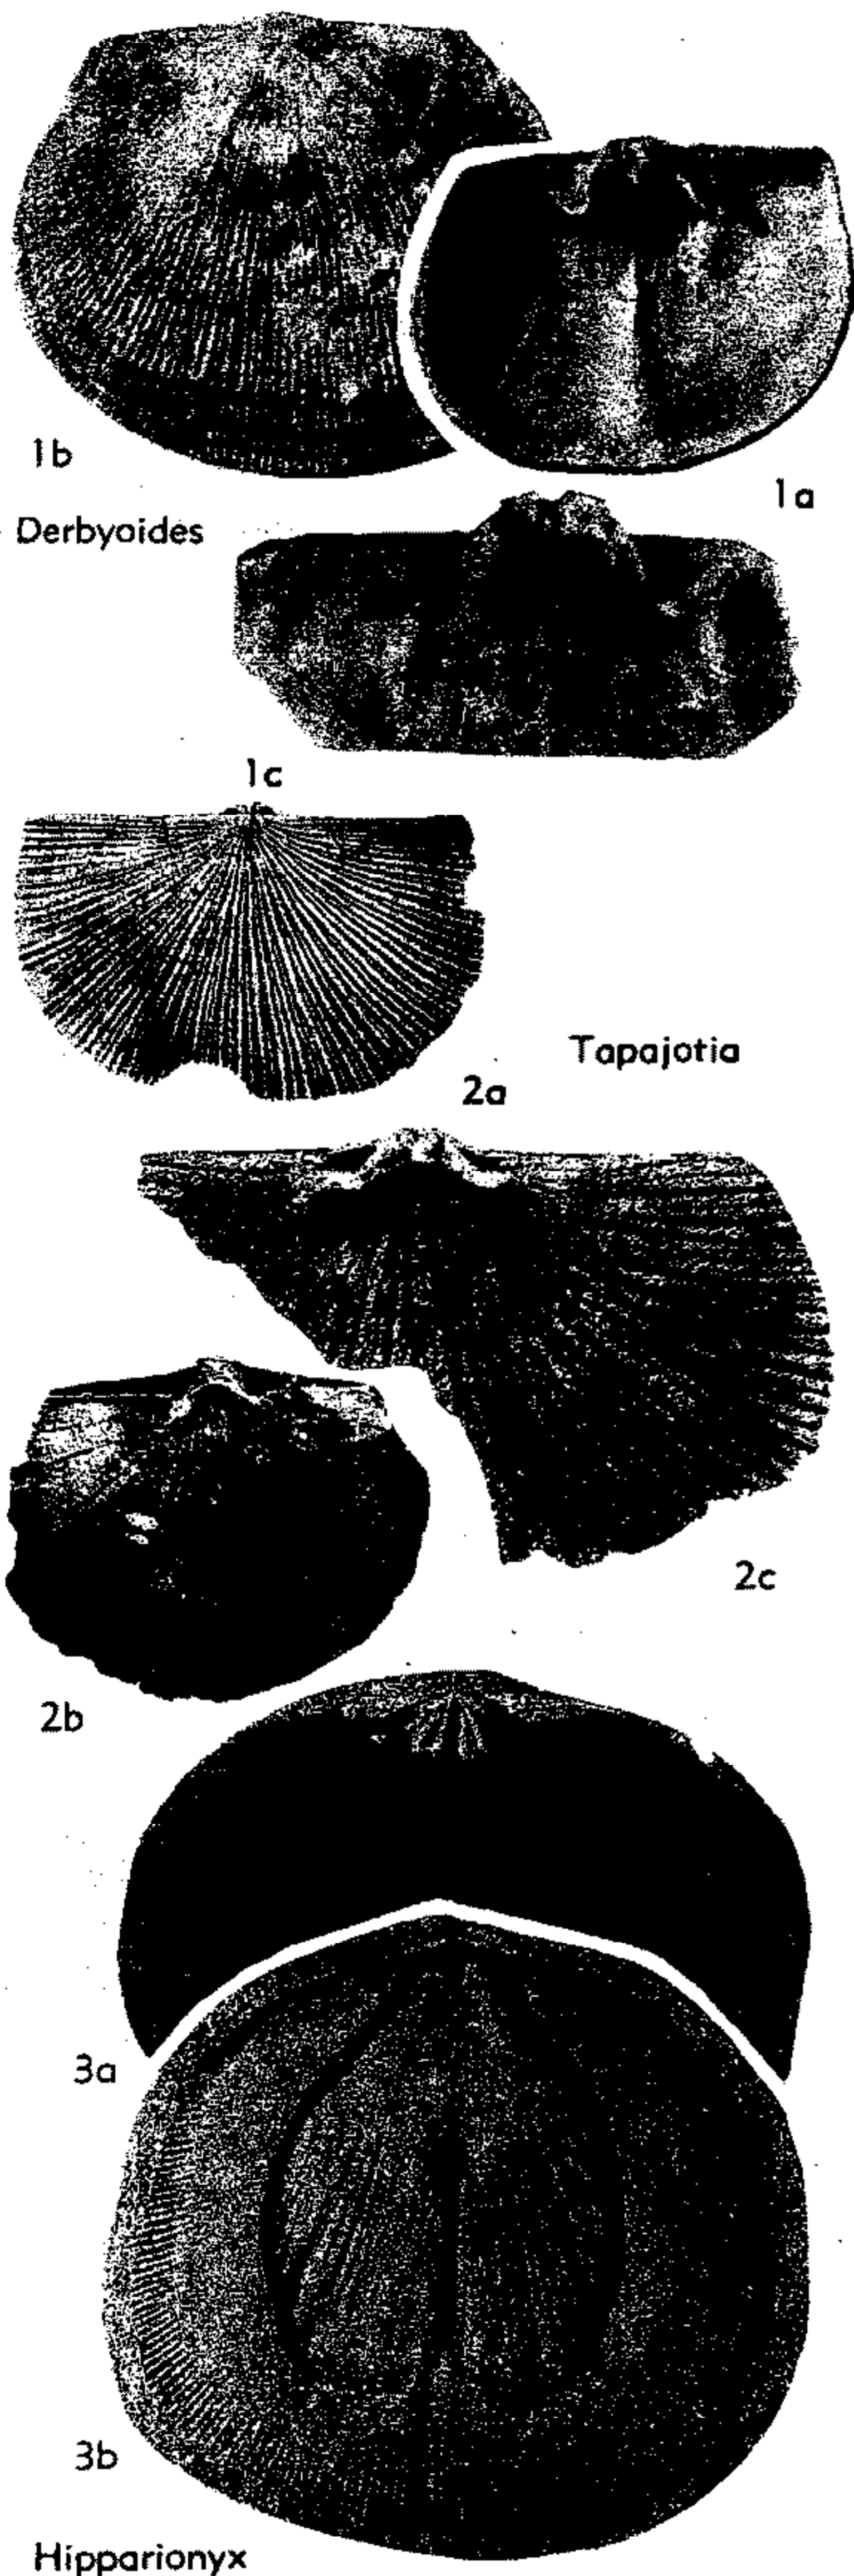 1b
1a
Derbyoides
1c
Tapajotia
2a
2c
2b
3a
3b
Hipparionyx